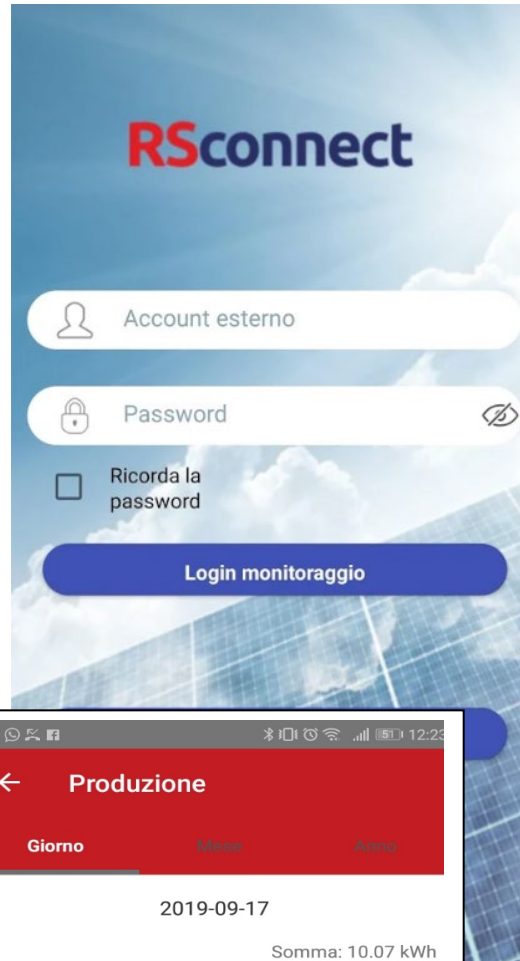 RSconnect
Account esterno
Password
Ricorda la
password
Login monitoraggio
51 12:23
Produzione
Giorno Mese Anno
2019-09-17
Somma: 10.07 kWh